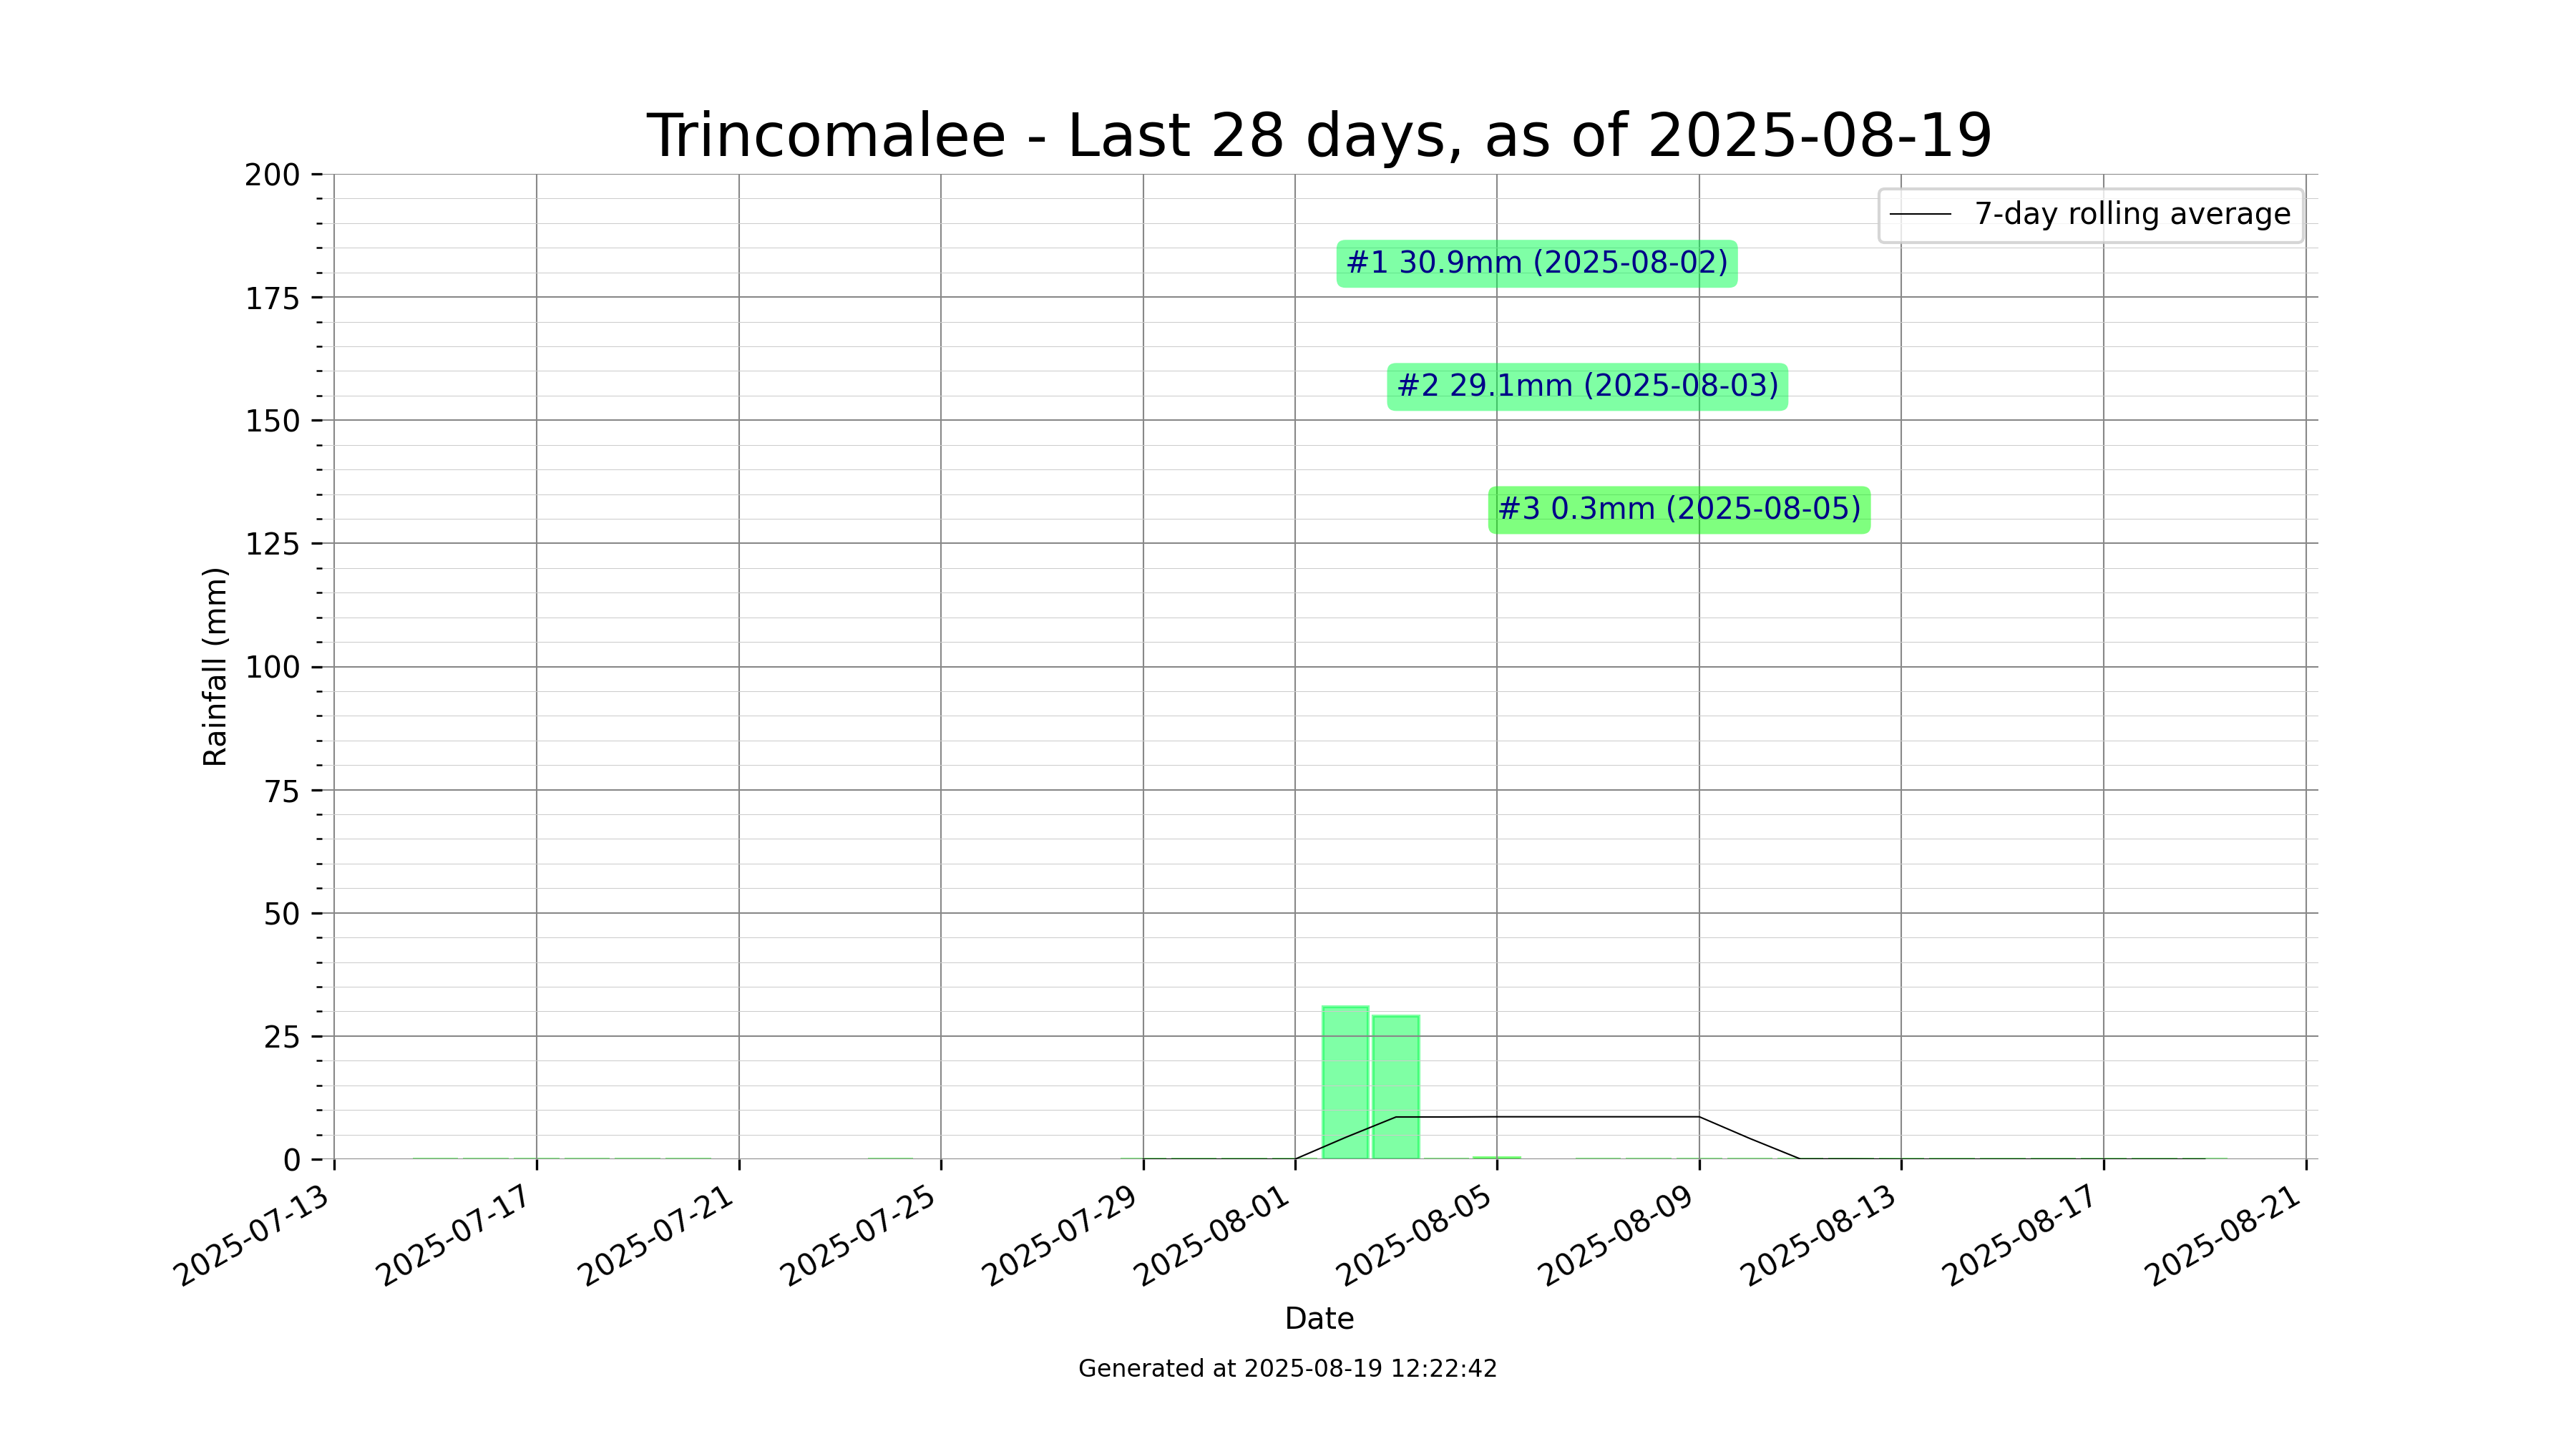 Trincomalee - Last 28 days, as of 2025-08-19
200
175
150
125
100
75
50
25
0
Rainfall (mm)
7-day rolling average
#1 30.9mm (2025-08-02)
#2 29.1mm (2025-08-03)
#3 0.3mm (2025-08-05)
2025-07-13
2025-07-17
2025-07-21
2025-07-25
2025-07-29
2025-08-01
2025-08-05
2025-08-09
2025-08-13
2025-08-17
2025-08-21
Date
Generated at 2025-08-19 12:22:42